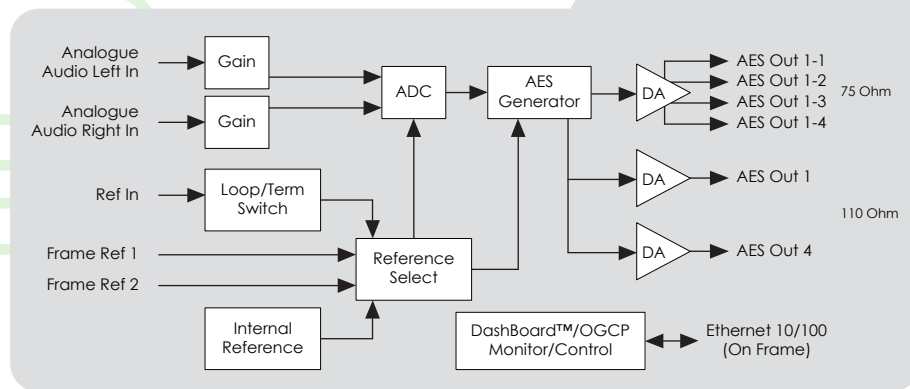 Analogue
Audio Left In
Gain
Analogue
Audio Right In
Gain
ADC
AES
Generator
DA
AES Out 1-1
AES Out 1-2
AES Out 1-3
AES Out 1-4
75 Ohm
Ref In
Loop/Term
Switch
DA
AES Out 1
110 Ohm
Frame Ref 1
Frame Ref 2
Reference
Select
DA
AES Out 4
Internal
Reference
DashBoard™/OGCP
Monitor/Control
Ethernet 10/100
(On Frame)